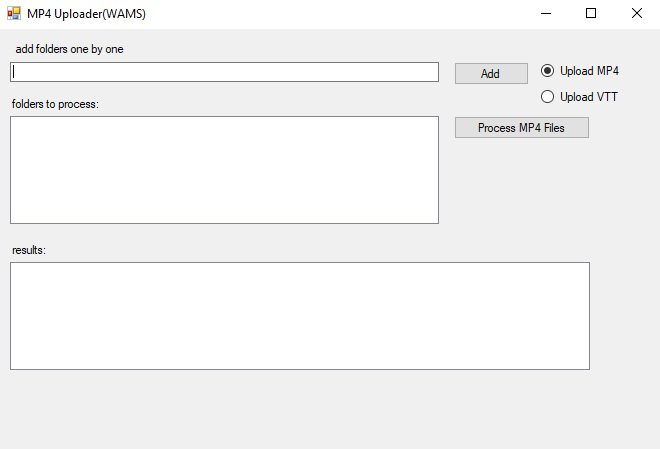 MP4 Uploader(WAMS)
add folders one by one
Add
Upload MP4
Upload VTT
folders to process:
Process MP4 Files
results: